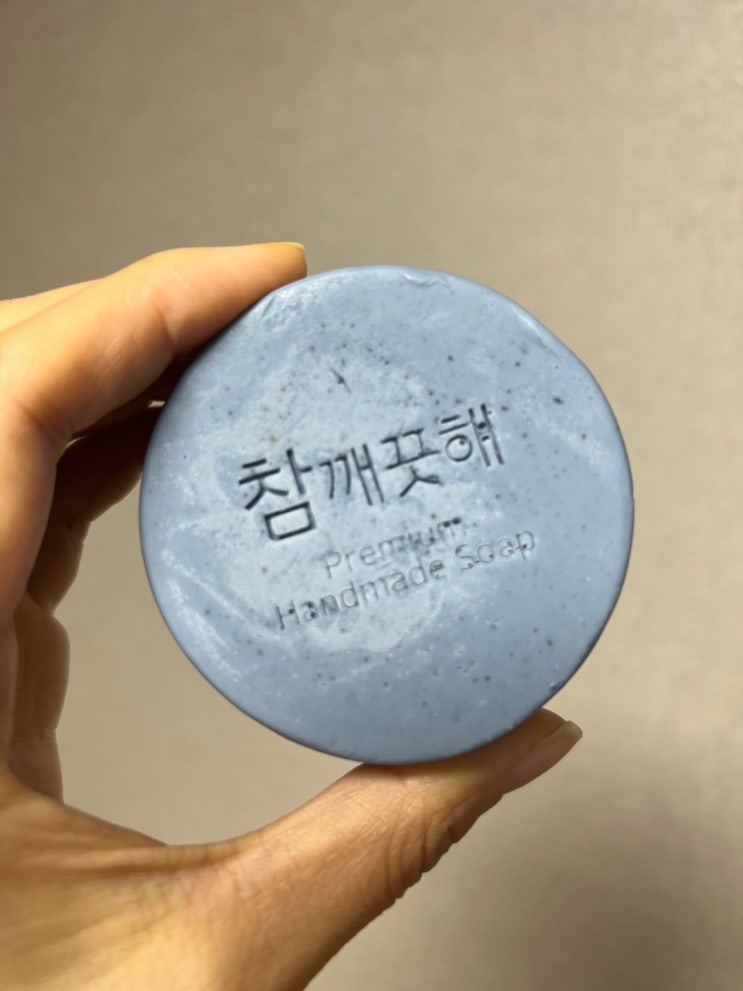 참깨끗해
Premium
Handmade Soap